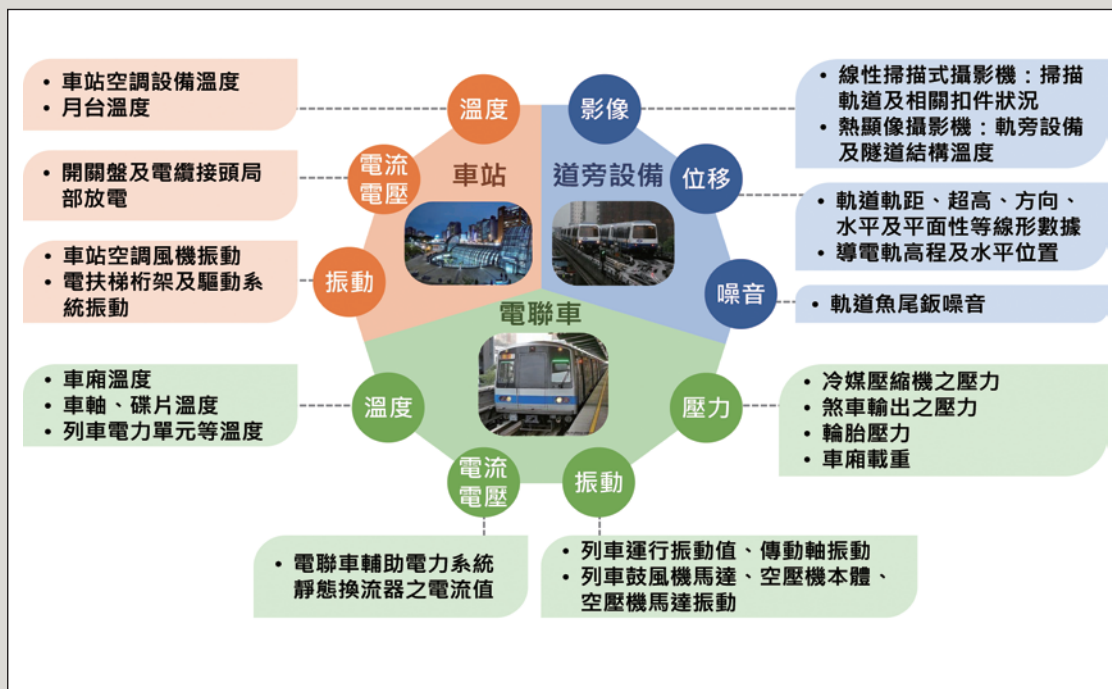 • 車站空調設備溫度
• 月台溫度
溫度
• 開關盤及電纜接頭局
部放電
電流
電壓
• 車站空調風機振動
• 電扶梯桁架及驅動系
統振動
振動
車站
影像
• 線性掃描式攝影機：掃描
軌道及相關扣件狀況
• 熱顯像攝影機：軌旁設備
及隧道結構溫度
道旁設備
位移
• 軌道軌距、超高、方向、
水平及平面性等線形數據
• 導電軌高程及水平位置
噪音
• 軌道魚尾鈑噪音
電聯車
• 車廂溫度
• 車軸、碟片溫度
• 列車電力單元等溫度
溫度
壓力
• 冷媒壓縮機之壓力
• 煞車輸出之壓力
• 輪胎壓力
• 車廂載重
電流
電壓
• 電聯車輔助電力系統
靜態換流器之電流值
振動
• 列車運行振動值、傳動軸振動
• 列車鼓風機馬達、空壓機本體、
空壓機馬達振動